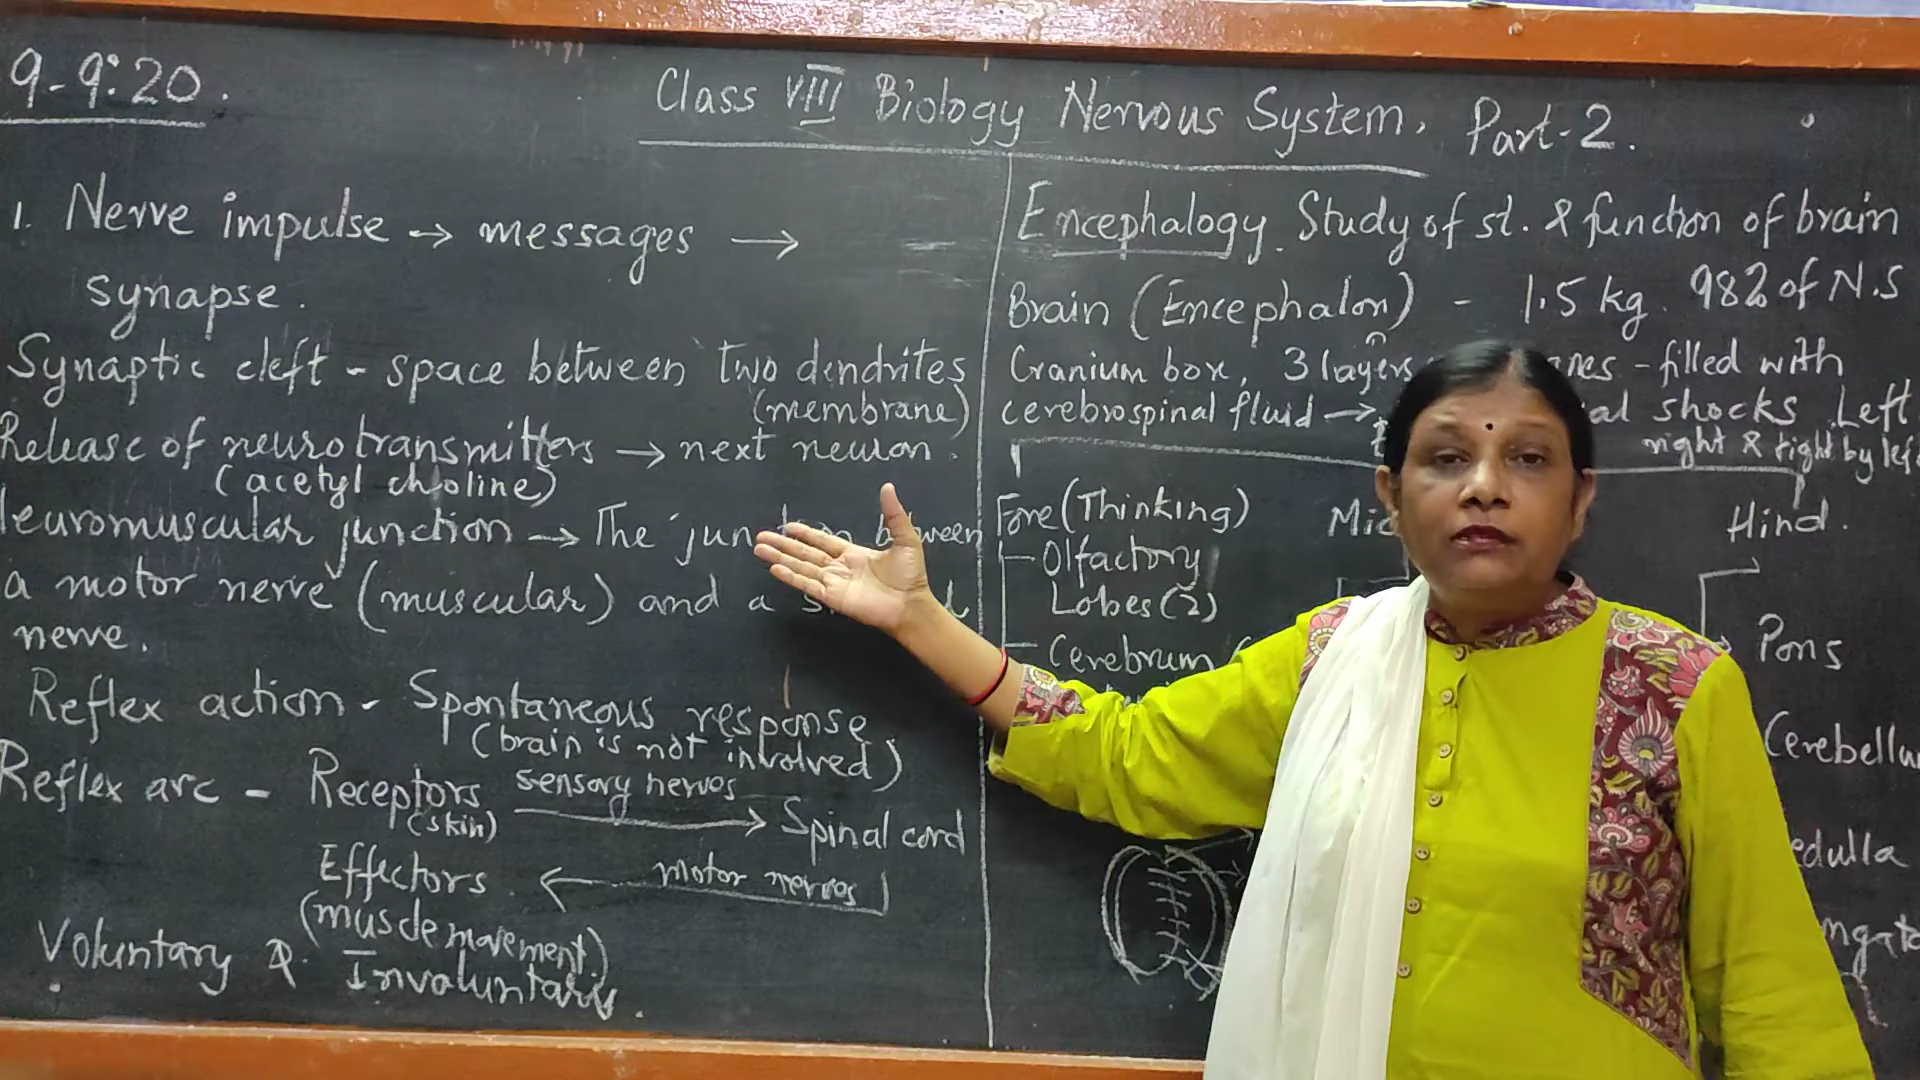 9-9:20.
Class VIII Biology Nervous System, Part-2.
1. Nerve impulse → messages →
synapse.
Synaptic cleft - space between two dendrites
(membrane)
Release of neurotransmitters → next neuron.
(acetyl choline)
leuromuscular junction → The between
a motor nerve (muscular) and a
nerve.
Reflex action - Spontaneous response
(brain is not involved)
Reflex arc - Receptors sensory nerves → Spinal cord
(skin)
Effectors ← motor nerves
(muscle movement)
Voluntary & Involuntary.
Encephalogy. Study of st. & function of brain
Brain (Encephalon) - 1.5 kg. 98% of N.S
Cranium box, 3 layers - filled with
cerebrospinal fluid → shocks. Left
right & right by
Fore (Thinking)
Hind.
Olfactory
Lobes (2)
Cerebrum
Pons
Cerebellu
edulla
ngata